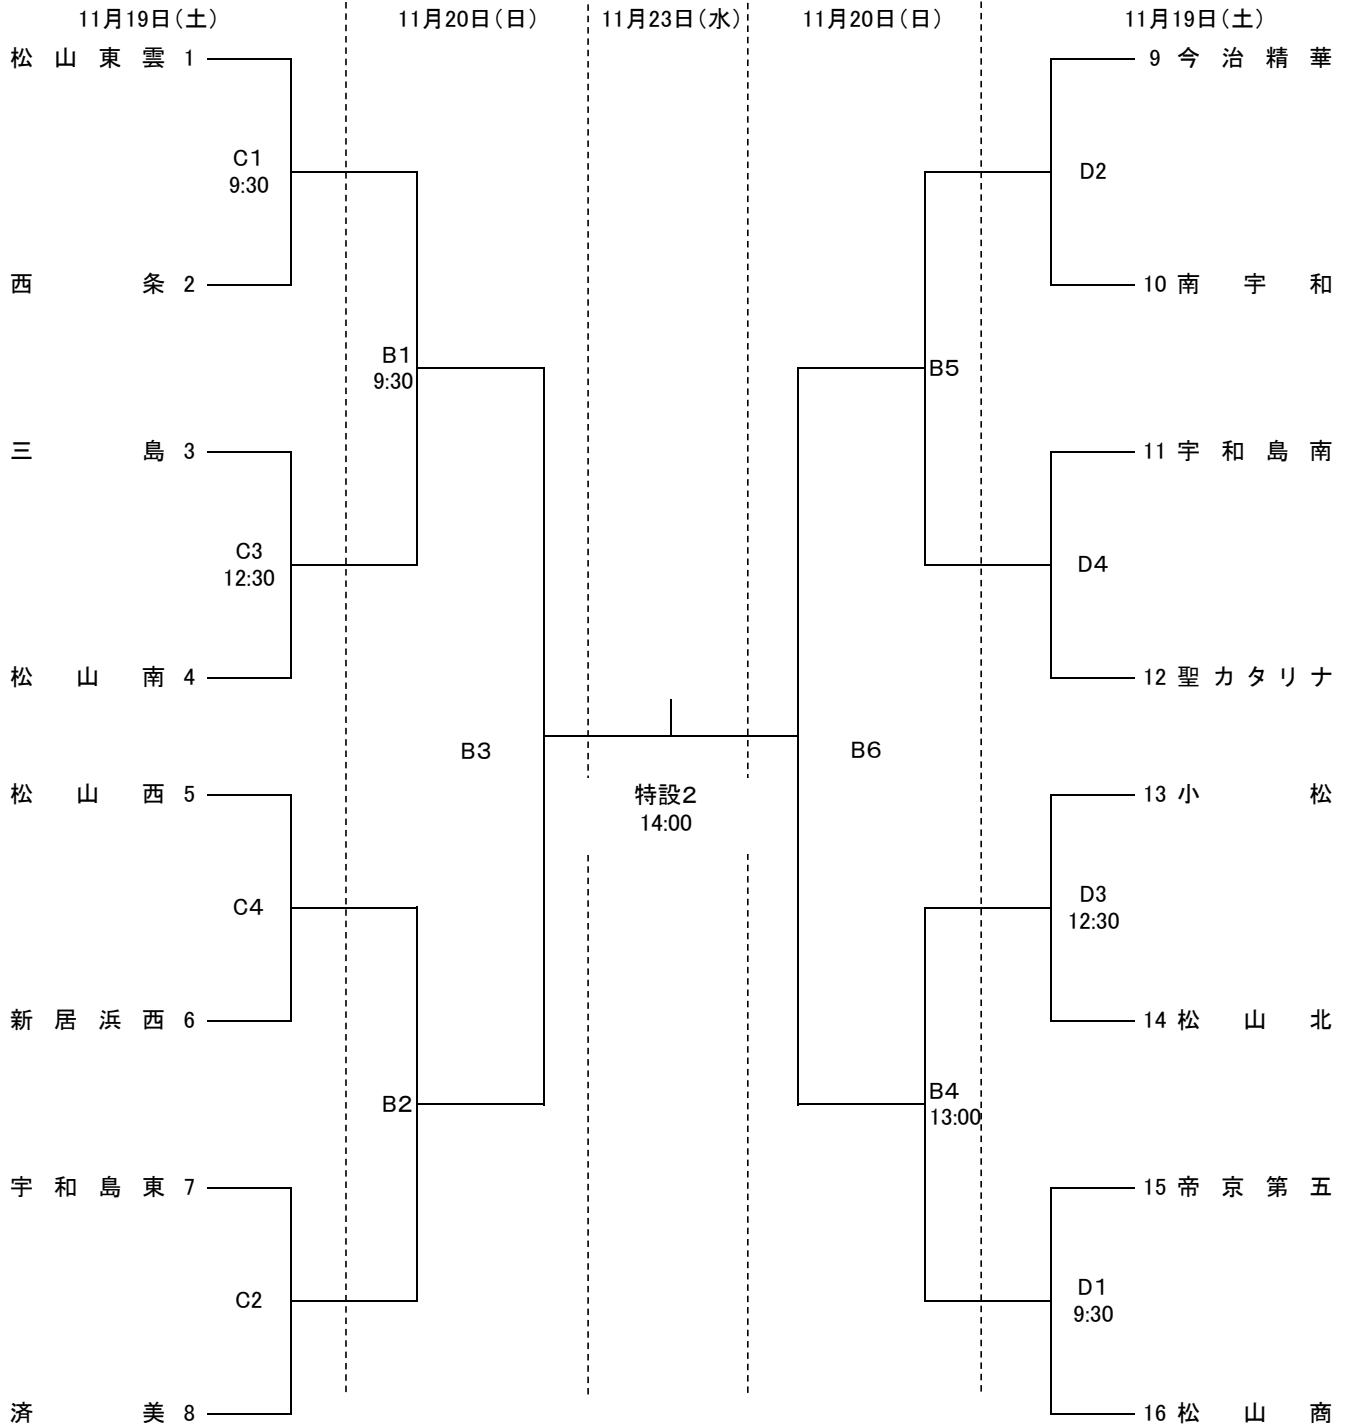 11月19日（土） 11月20日（日） 11月23日（水） 11月20日（日） 11月19日（土）
松山東雲 1 9 今治精華
C1 D2
9:30
西条 2 10 南宇和
B1 B5
9:30
三島 3 11 宇和島南
C3 D4
12:30
松山南 4 12 聖カタリナ
B3 B6
松山西 5 特設2 13 小松
14:00
C4 D3
12:30
新居浜西 6 14 松山北
B2 B4
13:00
宇和島東 7 15 帝京第五
C2 D1
9:30
済美 8 16 松山商